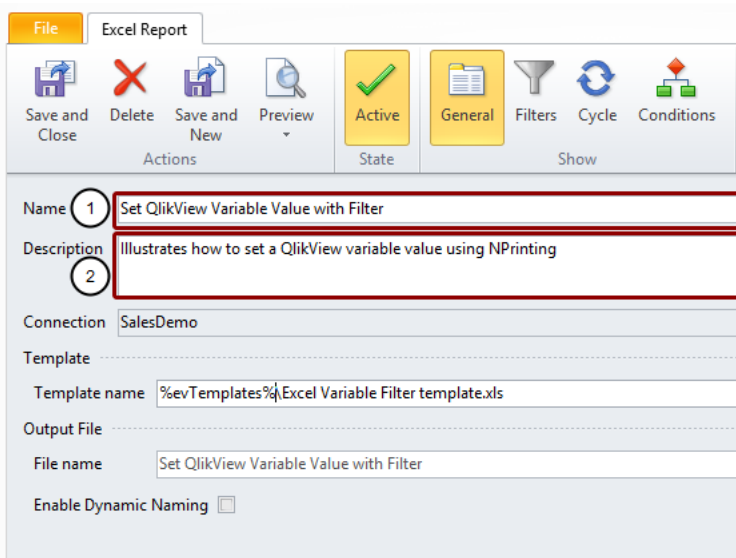 File Excel Report
Save and Close Delete Save and New Preview Active General Filters Cycle Conditions
Actions State Show
Name 1 Set QlikView Variable Value with Filter
Description Illustrates how to set a QlikView variable value using NPrinting
2
Connection SalesDemo
Template
Template name %evTemplates%\Excel Variable Filter template.xls
Output File
File name Set QlikView Variable Value with Filter
Enable Dynamic Naming